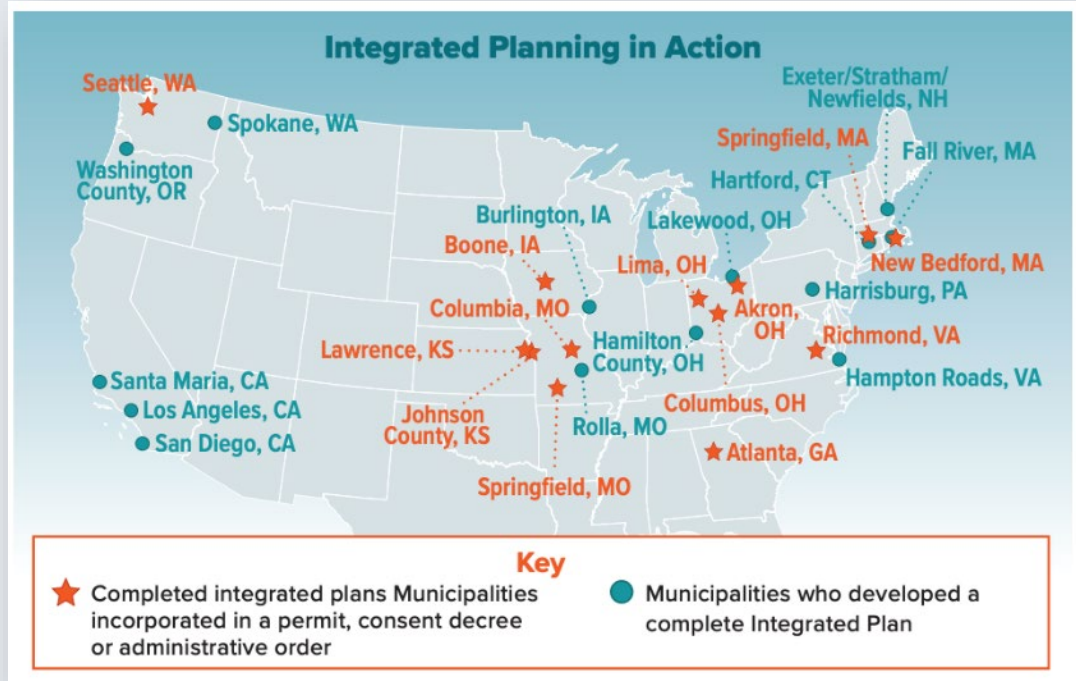 Integrated Planning in Action
Seattle, WA
Spokane, WA
Washington
County, OR
Exeter/Stratham/
Newfields, NH
Springfield, MA
Fall River, MA
Hartford, CT
Burlington, IA
Lakewood, OH
Boone, IA
Lima, OH
New Bedford, MA
Columbia, MO
Akron,
OH
Harrisburg, PA
Lawrence, KS
Hamilton
County, OH
Richmond, VA
Hampton Roads, VA
Santa Maria, CA
Los Angeles, CA
San Diego, CA
Johnson
County, KS
Rolla, MO
Columbus, OH
Atlanta, GA
Springfield, MO
Key
Completed integrated plans Municipalities
incorporated in a permit, consent decree
or administrative order
Municipalities who developed a
complete Integrated Plan